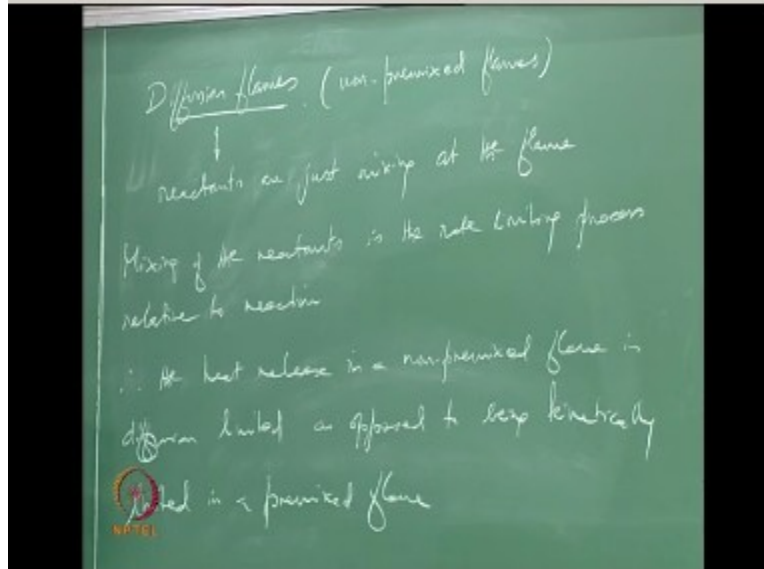 Diffusion flames. (non-premixed flames)
reactants are just mixing at the flame
Mixing of the reactants is the rate limiting process
relative to reaction
∴ the heat release in a non-premixed flame is
diffusion limited as opposed to being kinetically
limited in a premixed flame
NPTEL